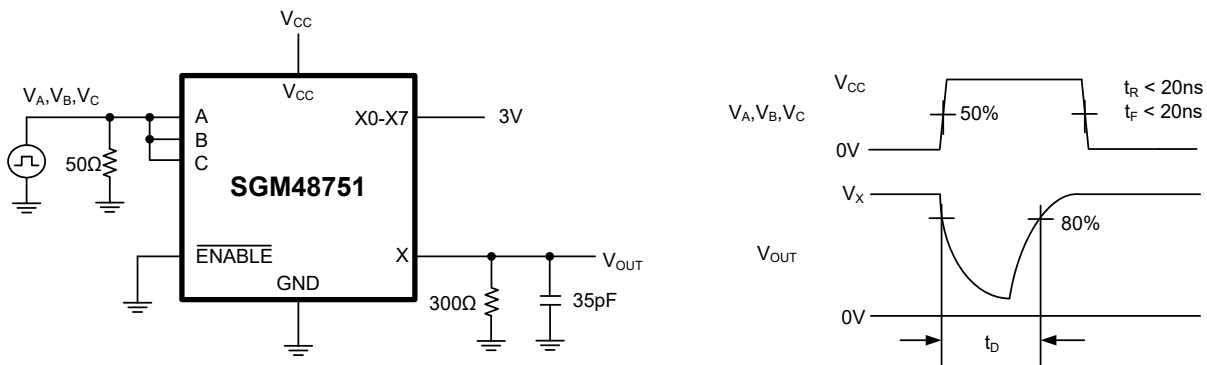 V_CC
V_A,V_B,V_C
50Ω
V_CC
A
B
C
X0-X7
3V
SGM48751
ENABLE
X
GND
V_OUT
300Ω
35pF
V_CC
V_A,V_B,V_C
0V
50%
t_R < 20ns
t_F < 20ns
V_X
V_OUT
80%
0V
t_D